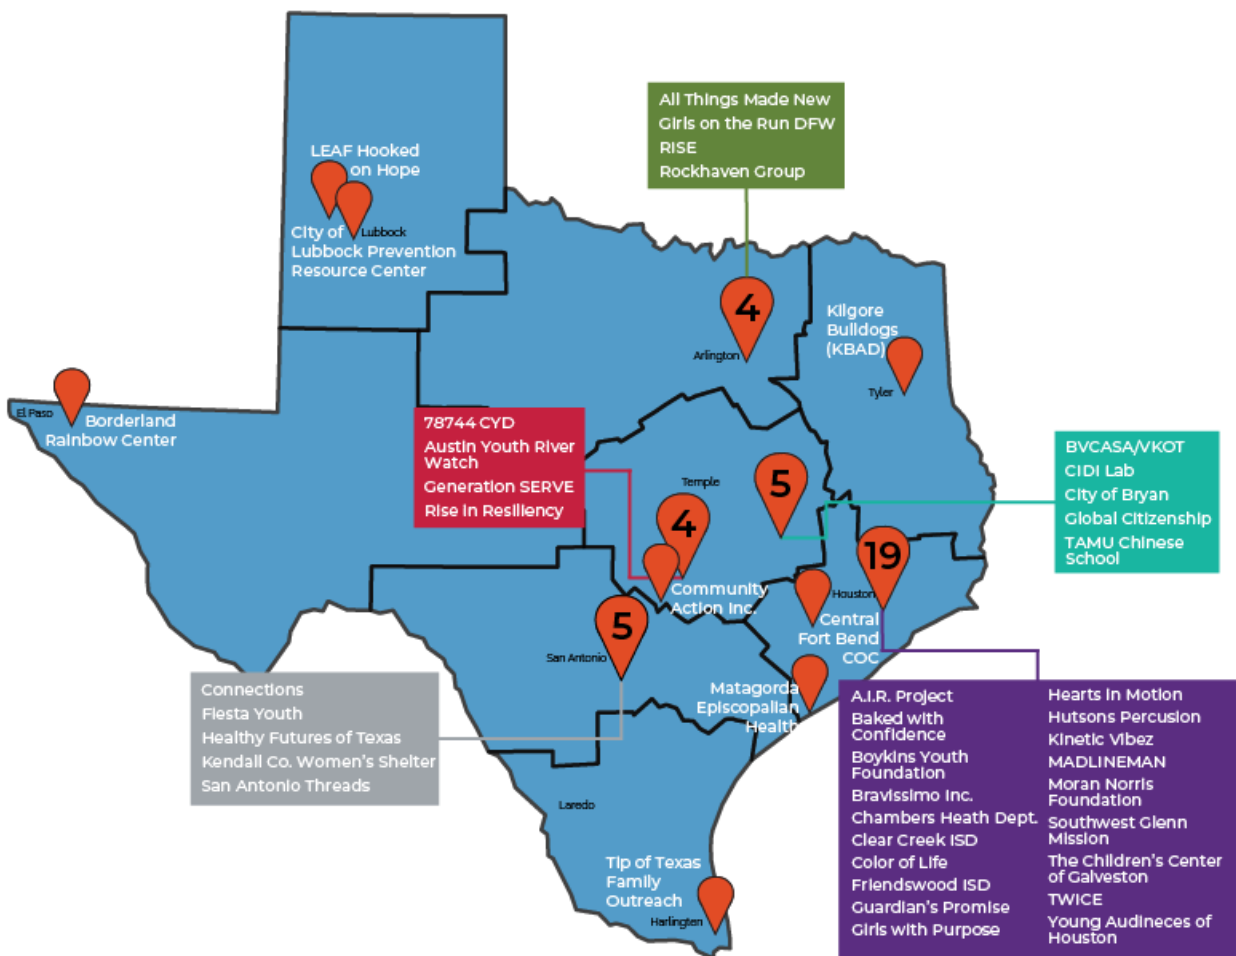 All Things Made New
Girls on the Run DFW
RISE
Rockhaven Group
LEAF Hooked
on Hope
City of
Lubbock
Lubbock Prevention
Resource Center
4
Arlington
Kilgore
Bulldogs
(KBAD)
Tyler
El Paso
Borderland
Rainbow Center
78744 CYD
Austin Youth River
Watch
Generation SERVE
Rise in Resiliency
Temple
4
5
BVCASA/VKOT
CIDI Lab
City of Bryan
Global Citizenship
TAMU Chinese
School
19
Houston
Community
Action Inc.
Central
Fort Bend
COC
5
San Antonio
Matagorda
Episcopalian
Health
Connections
Fiesta Youth
Healthy Futures of Texas
Kendall Co. Women's Shelter
San Antonio Threads
A.I.R. Project
Baked with
Confidence
Boykins Youth
Foundation
Bravissimo Inc.
Chambers Heath Dept.
Clear Creek ISD
Color of Life
Friendswood ISD
Guardian's Promise
Girls with Purpose
Hearts in Motion
Hutsons Percusion
Kinetic Vibez
MADLINEMAN
Moran Norris
Foundation
Southwest Glenn
Mission
The Children's Center
of Galveston
TWICE
Young Audineces of
Houston
Laredo
Tip of Texas
Family
Outreach
Harlington